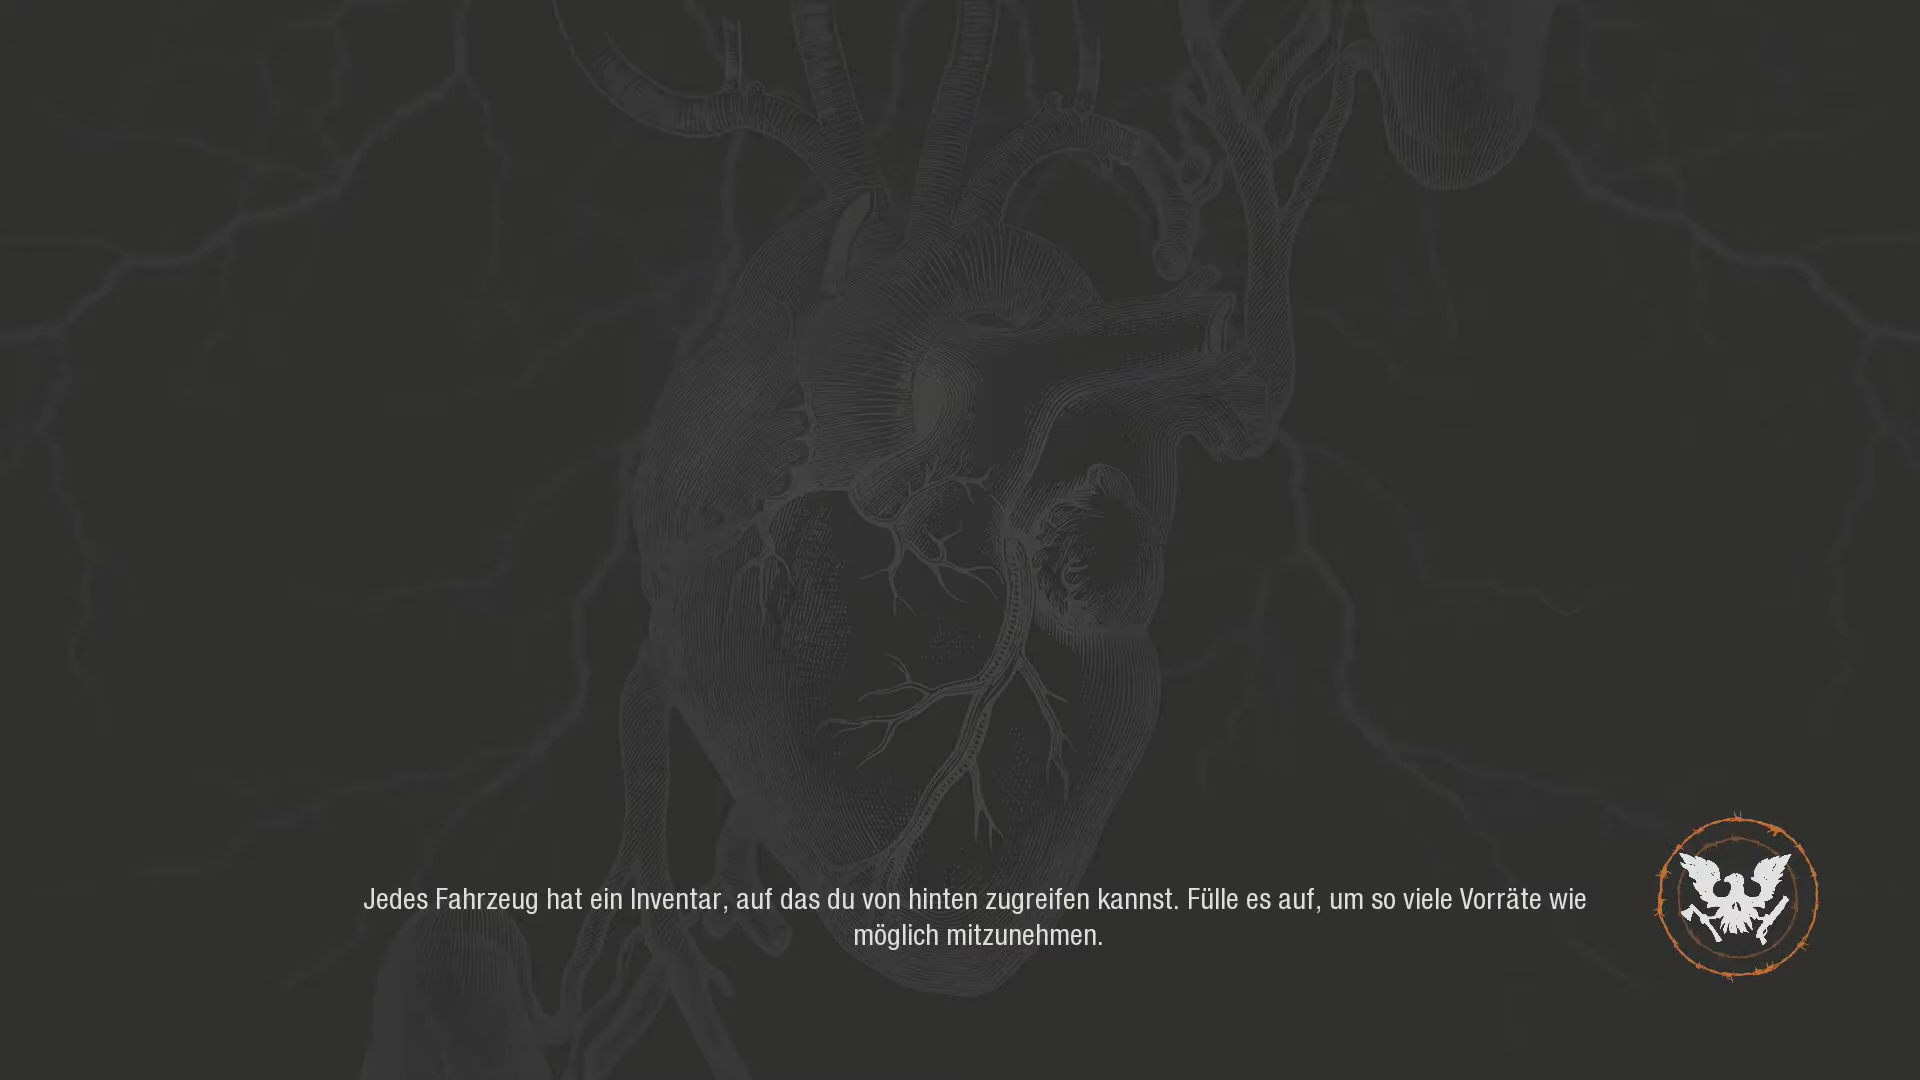 Jedes Fahrzeug hat ein Inventar, auf das du von hinten zugreifen kannst. Fülle es auf, um so viele Vorräte wie
möglich mitzunehmen.